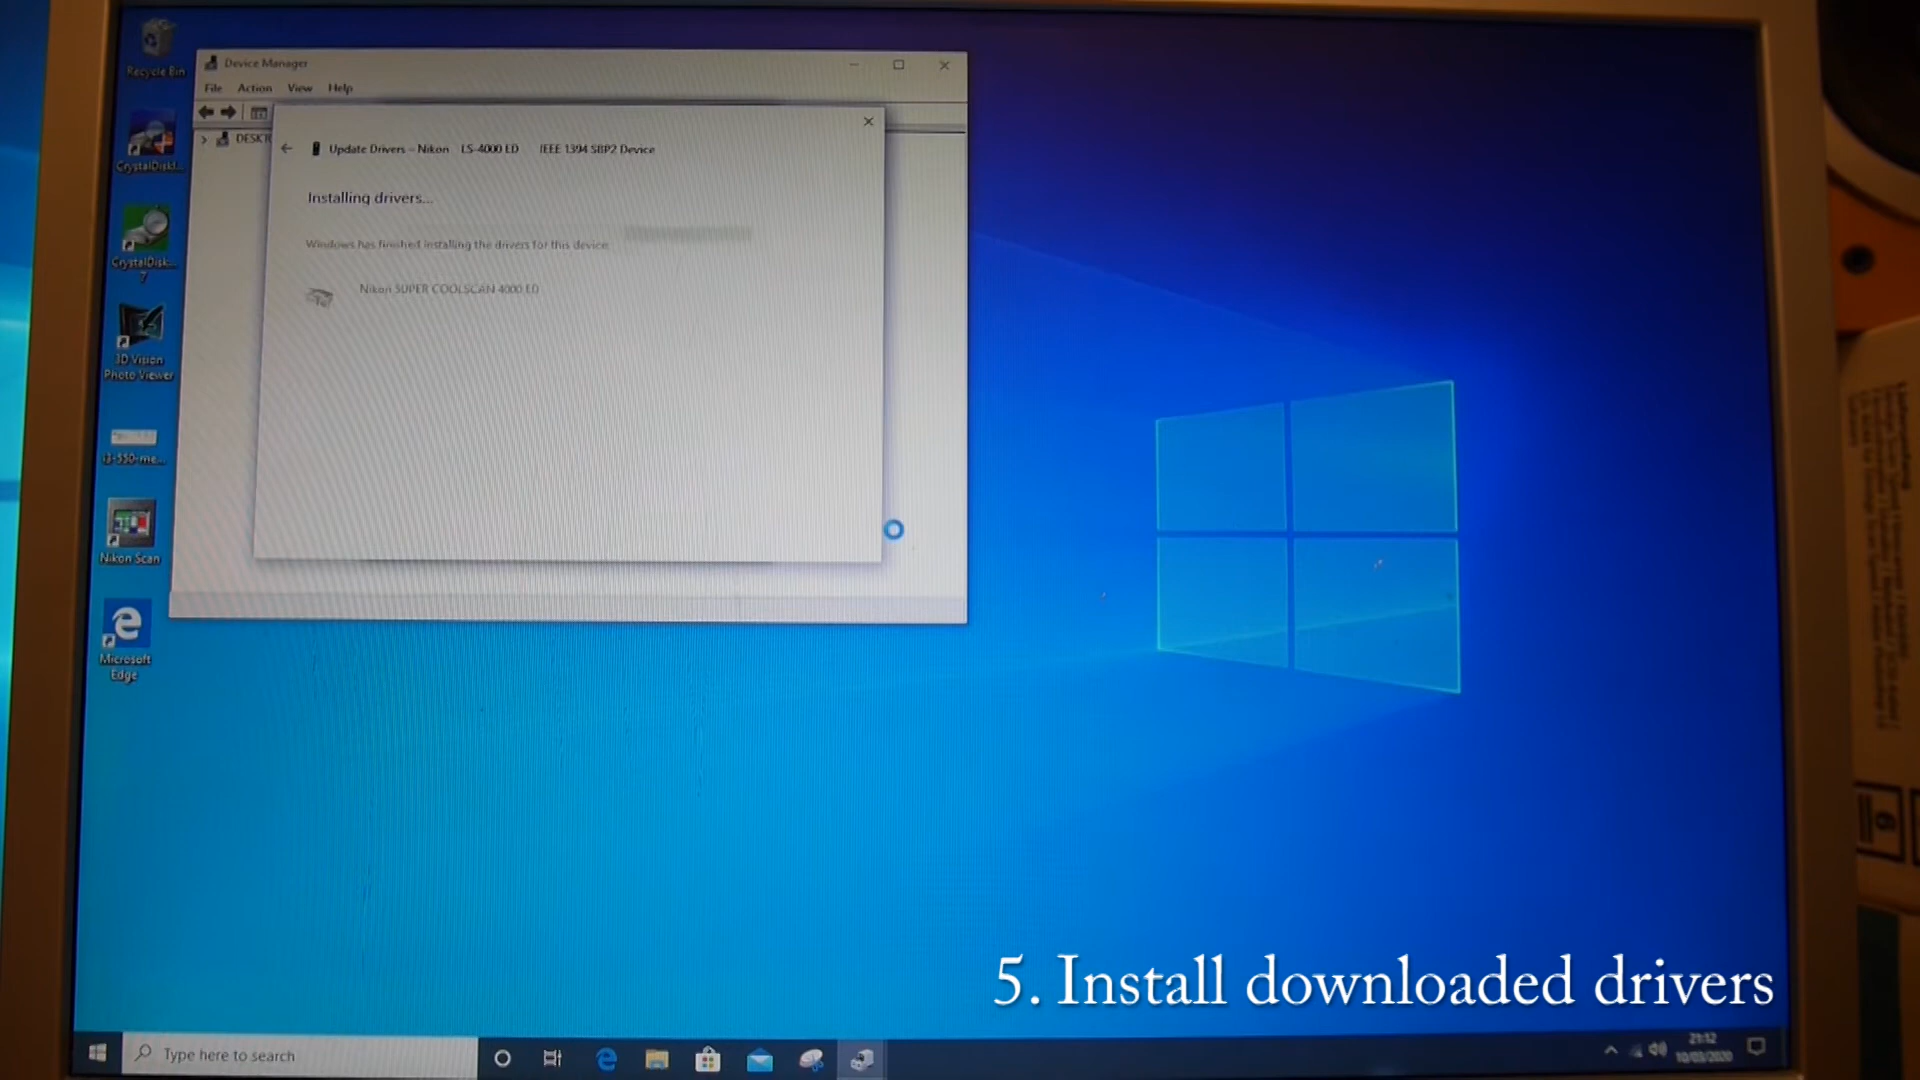 Recycle Bin
CrystalDiskI...
CrystalDisk...
7
3D Vision
Photo Viewer
i3-550-me...
Nikon Scan
Microsoft
Edge
Device Manager
File Action View Help
DESKTO
Update Drivers - Nikon LS-4000 ED IEEE 1394 SBP2 Device
Installing drivers...
Windows has finished installing the drivers for this device:
Nikon SUPER COOLSCAN 4000 ED
5. Install downloaded drivers
Type here to search
21:12
10/03/2020